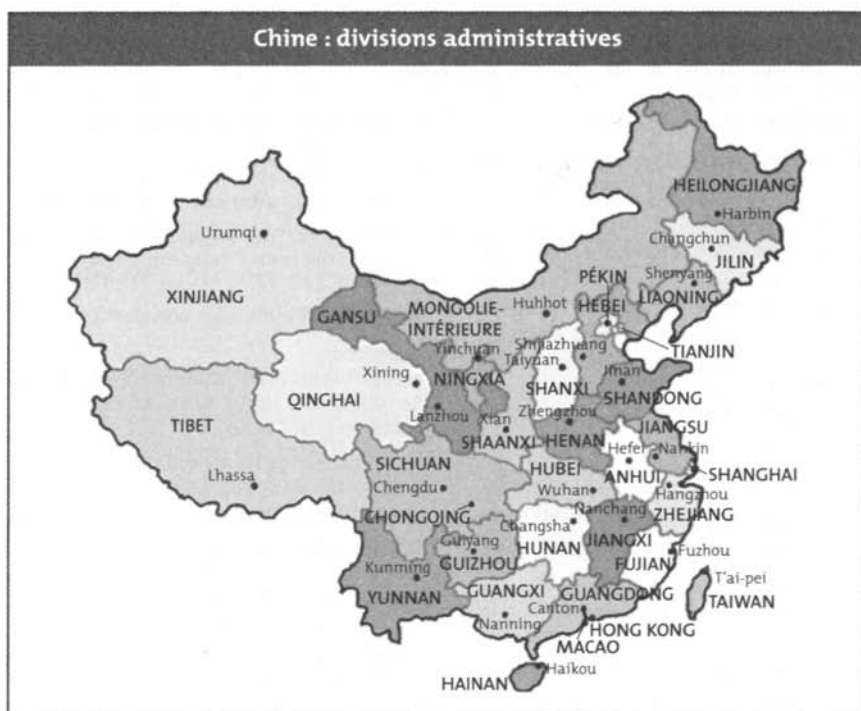 Chine : divisions administratives
HEILONGJIANG
Harbin
Urumqi
Changchun
JILIN
Shenyang
PÉKIN
LIAONING
XINJIANG
MONGOLIE-
INTÉRIEURE
Huhhot
HEBEI
GANSU
TIANJIN
Yinchuan
Shijiazhuang
Taiyuan
Xining
NINGXIA
Jinan
SHANXI
QINGHAI
SHANDONG
Lanzhou
Zhengzhou
Xian
TIBET
JIANGSU
SHAANXI
HENAN
Hefei
Nankin
SICHUAN
HUBEI
ANHUI
SHANGHAI
Lhassa
Chengdu
Wuhan
Hangzhou
CHONGQING
Nanchang
ZHEJIANG
Changsha
Guiyang
HUNAN
JIANGXI
GUIZHOU
Fuzhou
FUJIAN
Kunming
T'ai-pei
YUNNAN
GUANGXI
GUANGDONG
TAIWAN
Canton
Nanning
HONG KONG
MACAO
Haikou
HAINAN